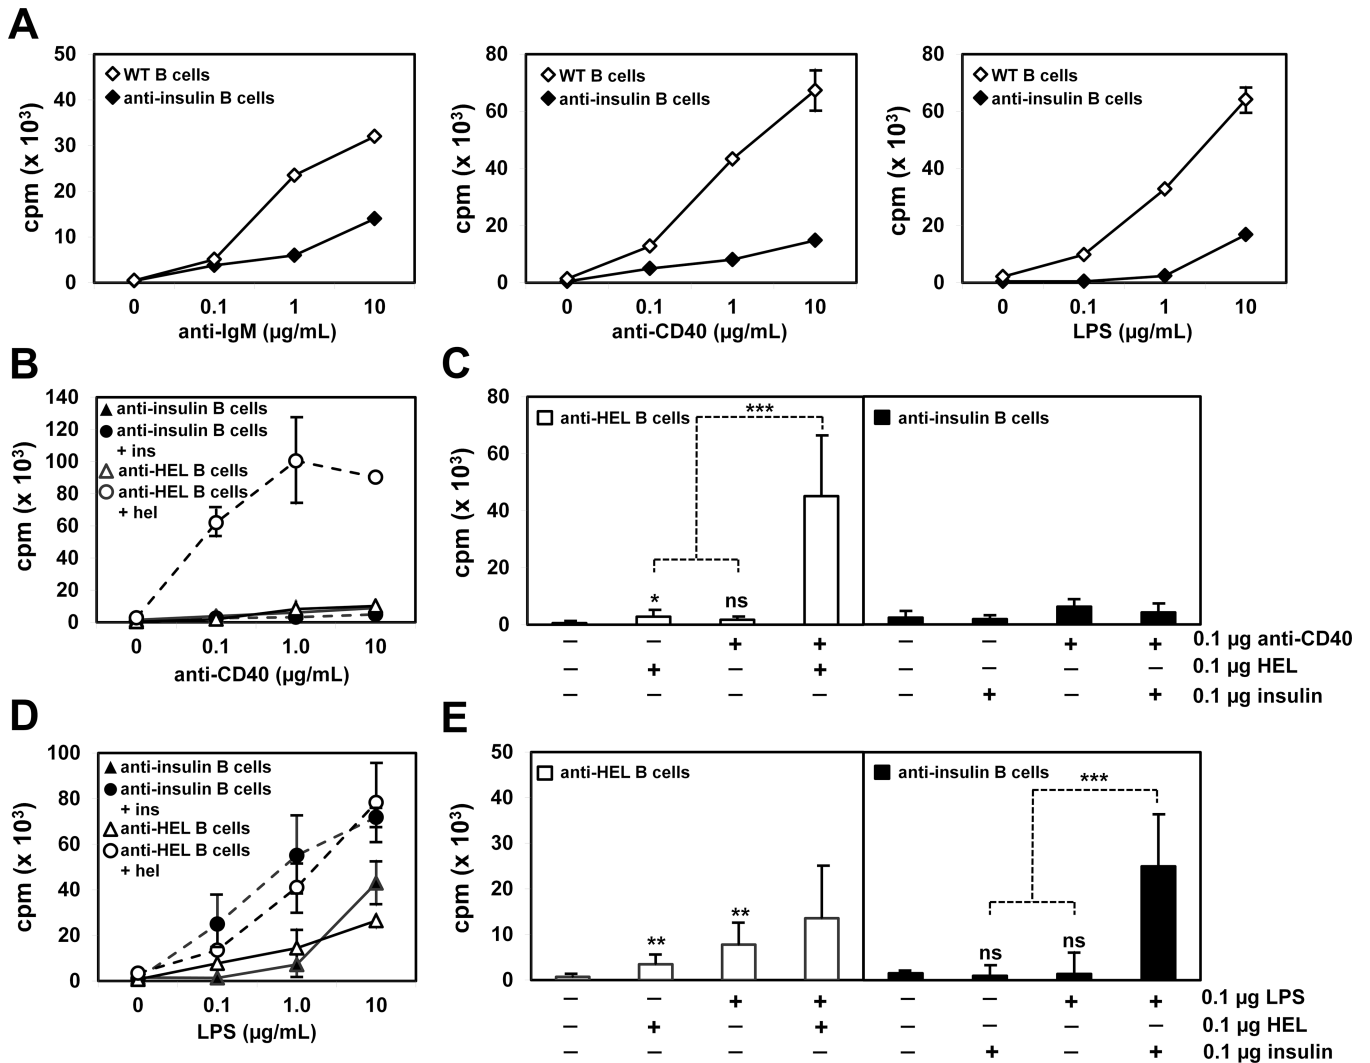 A
50
40
30
20
10
0
cpm (x 10³)
WT B cells
anti-insulin B cells
0 0.1 1 10
anti-IgM (µg/mL)
80
60
40
20
0
cpm (x 10³)
WT B cells
anti-insulin B cells
0 0.1 1 10
anti-CD40 (µg/mL)
80
60
40
20
0
cpm (x 10³)
WT B cells
anti-insulin B cells
0 0.1 1 10
LPS (µg/mL)
B
140
120
100
80
60
40
20
0
cpm (x 10³)
anti-insulin B cells
anti-insulin B cells
+ ins
anti-HEL B cells
anti-HEL B cells
+ hel
0 0.1 1.0 10
anti-CD40 (µg/mL)
C
80
60
40
20
0
cpm (x 10³)
anti-HEL B cells
***
* ns
anti-insulin B cells
– – + + – – + + 0.1 µg anti-CD40
– + – + – – – – 0.1 µg HEL
– – – – – + – + 0.1 µg insulin
D
100
80
60
40
20
0
cpm (x 10³)
anti-insulin B cells
anti-insulin B cells
+ ins
anti-HEL B cells
anti-HEL B cells
+ hel
0 0.1 1.0 10
LPS (µg/mL)
E
50
40
30
20
10
0
cpm (x 10³)
anti-HEL B cells
** **
anti-insulin B cells
***
ns ns
– – + + – – + + 0.1 µg LPS
– + – + – – – – 0.1 µg HEL
– – – – – + – + 0.1 µg insulin